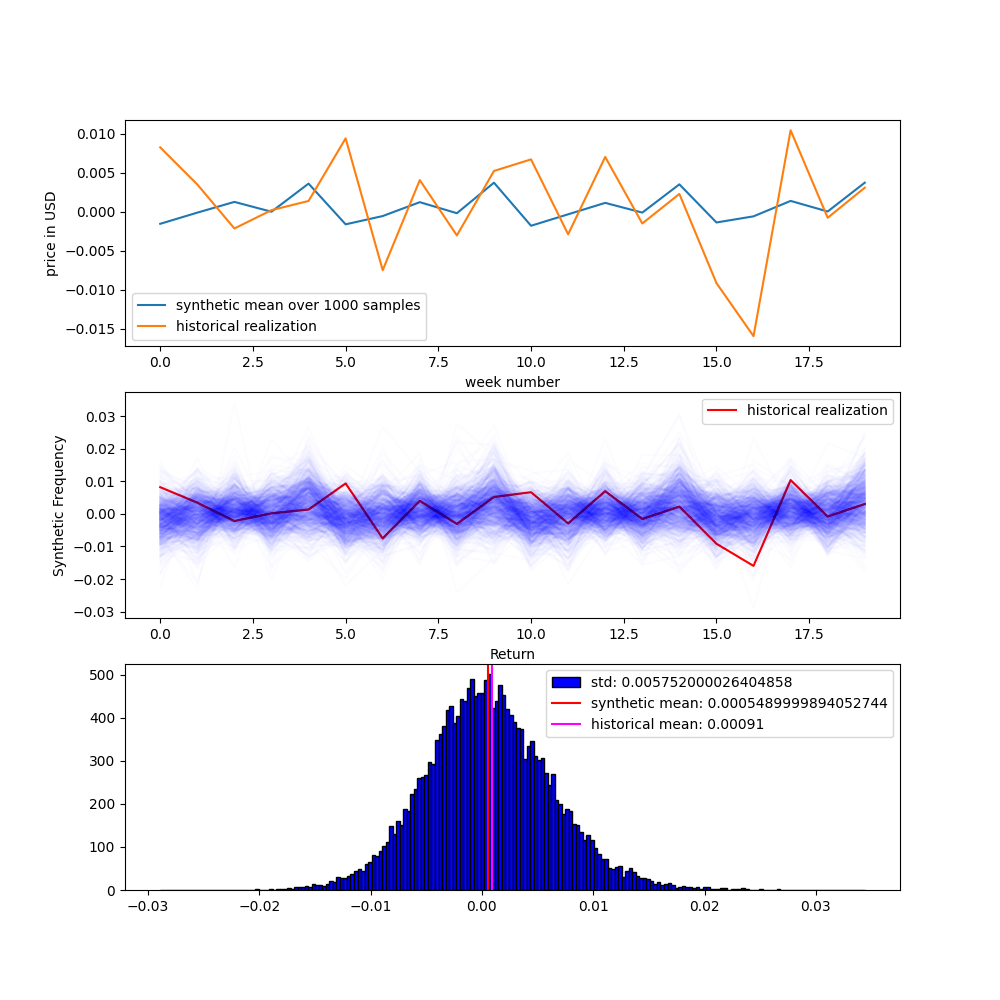 0.010
0.005
0.000
−0.005
−0.010
−0.015
price in USD
synthetic mean over 1000 samples
historical realization
0.0 2.5 5.0 7.5 10.0 12.5 15.0 17.5
week number
0.03
0.02
0.01
0.00
−0.01
−0.02
−0.03
Synthetic Frequency
historical realization
0.0 2.5 5.0 7.5 10.0 12.5 15.0 17.5
Return
500
400
300
200
100
0
std: 0.005752000026404858
synthetic mean: 0.0005489999894052744
historical mean: 0.00091
−0.03 −0.02 −0.01 0.00 0.01 0.02 0.03